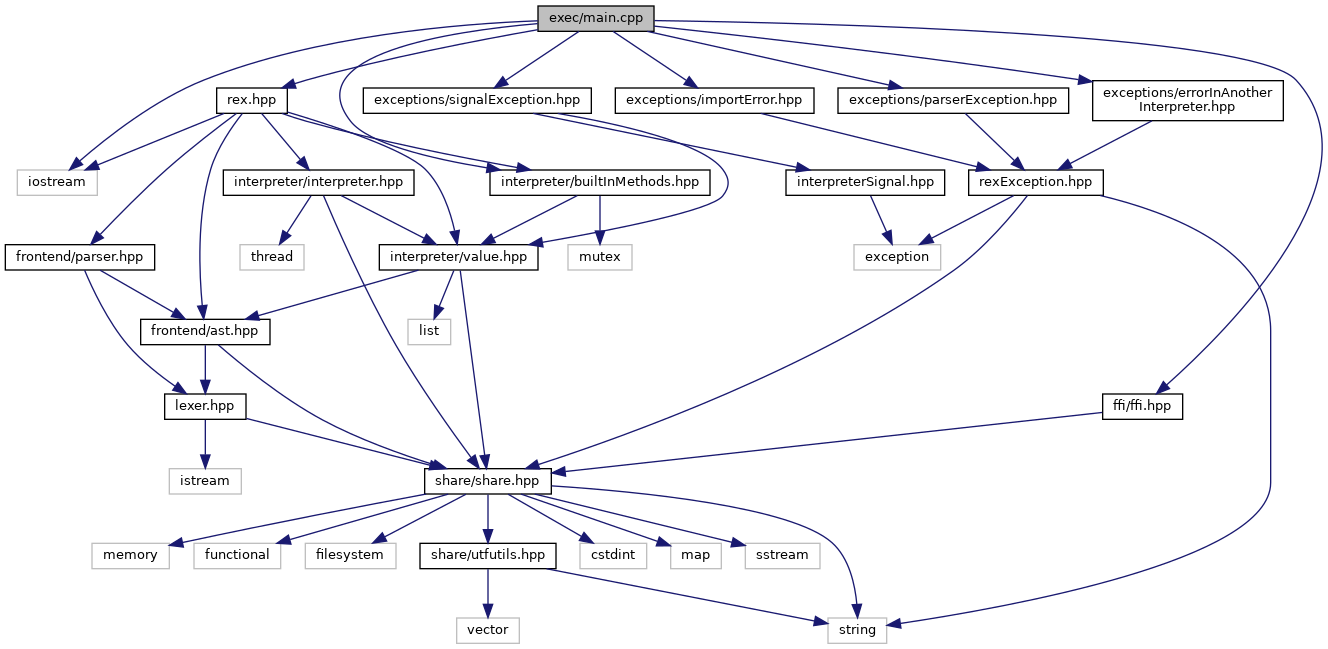 exec/main.cpp
rex.hpp
exceptions/signalException.hpp
exceptions/importError.hpp
exceptions/parserException.hpp
exceptions/errorInAnother
Interpreter.hpp
iostream
interpreter/interpreter.hpp
interpreter/builtInMethods.hpp
interpreterSignal.hpp
rexException.hpp
frontend/parser.hpp
thread
interpreter/value.hpp
mutex
exception
frontend/ast.hpp
list
lexer.hpp
ffi/ffi.hpp
istream
share/share.hpp
memory
functional
filesystem
share/utfutils.hpp
cstdint
map
sstream
vector
string